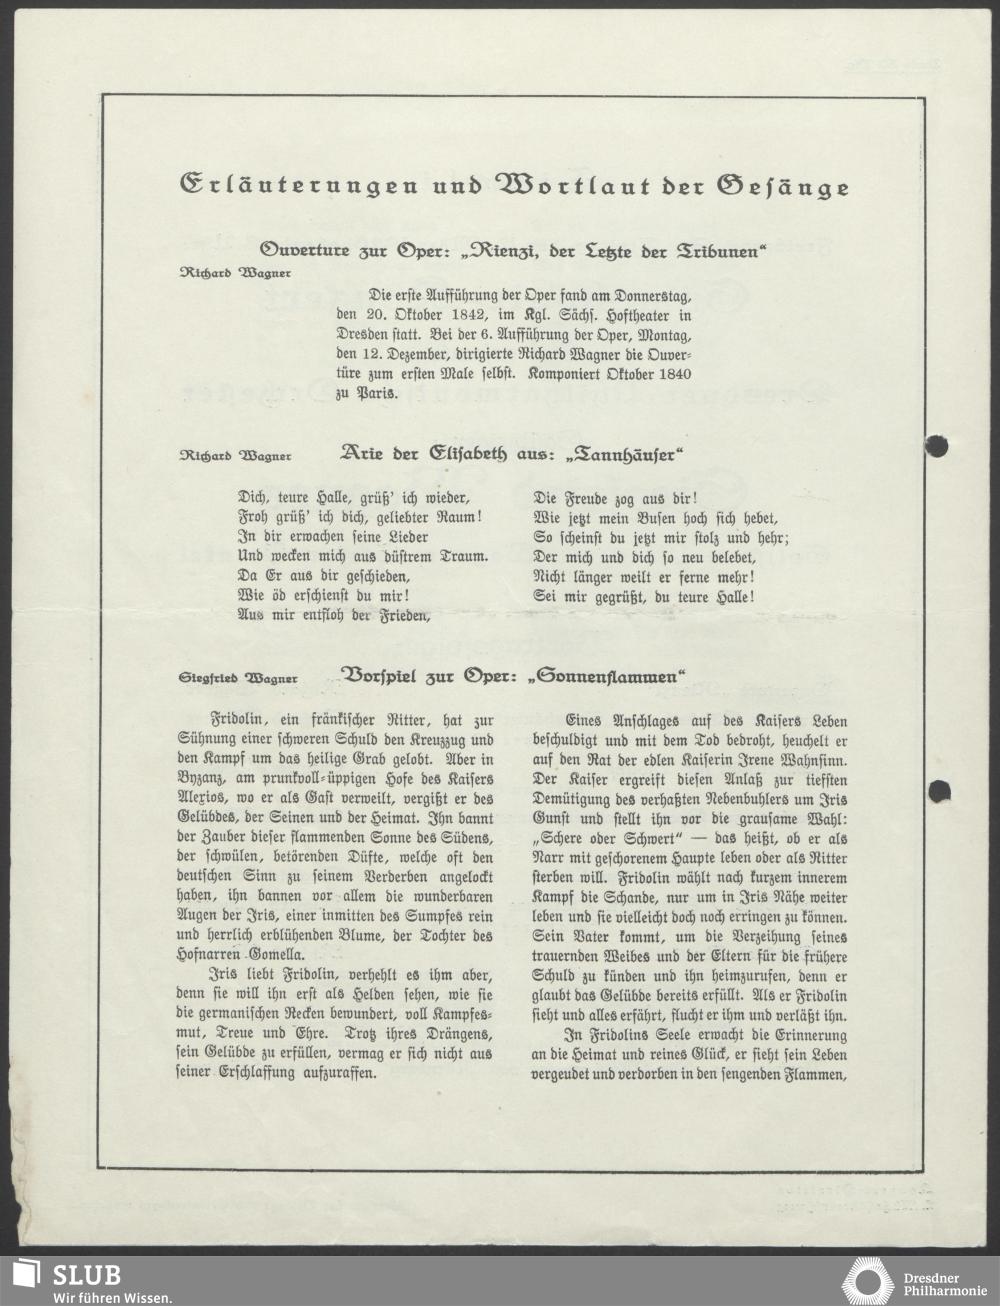 Erläuterungen und Wortlaut der Gesänge
Ouverture zur Oper: „Rienzi, der Letzte der Tribunen“
Richard Wagner
Die erste Aufführung der Oper fand am Donnerstag,
den 20. Oktober 1842, im Kgl. Sächs. Hoftheater in
Dresden statt. Bei der 6. Aufführung der Oper, Montag,
den 12. Dezember, dirigierte Richard Wagner die Ouver-
türe zum ersten Male selbst. Komponiert Oktober 1840
zu Paris.
Richard Wagner Arie der Elisabeth aus: „Tannhäuser“
Dich, teure Halle, grüß’ ich wieder,
Froh grüß’ ich dich, geliebter Raum!
In dir erwachen seine Lieder
Und wecken mich aus düstrem Traum.
Da Er aus dir geschieden,
Wie öd erschienst du mir!
Aus mir entfloh der Frieden,
Die Freude zog aus dir!
Wie jetzt mein Busen hoch sich hebet,
So scheinst du jetzt mir stolz und hehr;
Der mich und dich so neu belebet,
Nicht länger weilt er ferne mehr!
Sei mir gegrüßt, du teure Halle!
Siegfried Wagner Vorspiel zur Oper: „Sonnenflammen“
Fridolin, ein fränkischer Ritter, hat zur
Sühnung einer schweren Schuld den Kreuzzug und
den Kampf um das heilige Grab gelobt. Aber in
Byzanz, am prunkvoll-üppigen Hofe des Kaisers
Alexios, wo er als Gast verweilt, vergißt er des
Gelübdes, der Seinen und der Heimat. Ihn bannt
der Zauber dieser flammenden Sonne des Südens,
der schwülen, betörenden Düfte, welche oft den
deutschen Sinn zu seinem Verderben angelockt
haben, ihn bannen vor allem die wunderbaren
Augen der Iris, einer inmitten des Sumpfes rein
und herrlich erblühenden Blume, der Tochter des
Hofnarren Gomella.
Iris liebt Fridolin, verhehlt es ihm aber,
denn sie will ihn erst als Helden sehen, wie sie
die germanischen Recken bewundert, voll Kampfes-
mut, Treue und Ehre. Trotz ihres Drängens,
sein Gelübde zu erfüllen, vermag er sich nicht aus
seiner Erschlaffung aufzuraffen.
Eines Anschlages auf des Kaisers Leben
beschuldigt und mit dem Tod bedroht, heuchelt er
auf den Rat der edlen Kaiserin Irene Wahnsinn.
Der Kaiser ergreift diesen Anlaß zur tiefsten
Demütigung des verhaßten Nebenbuhlers um Iris
Gunst und stellt ihn vor die grausame Wahl:
„Schere oder Schwert“ — das heißt, ob er als
Narr mit geschorenem Haupte leben oder als Ritter
sterben will. Fridolin wählt nach kurzem innerem
Kampf die Schande, nur um in Iris Nähe weiter
leben und sie vielleicht doch noch erringen zu können.
Sein Vater kommt, um die Verzeihung seines
trauernden Weibes und der Eltern für die frühere
Schuld zu künden und ihn heimzurufen, denn er
glaubt das Gelübde bereits erfüllt. Als er Fridolin
sieht und alles erfährt, flucht er ihm und verläßt ihn.
In Fridolins Seele erwacht die Erinnerung
an die Heimat und reines Glück, er sieht sein Leben
vergeudet und verdorben in den sengenden Flammen,
SLUB
Wir führen Wissen.
Dresdner
Philharmonie